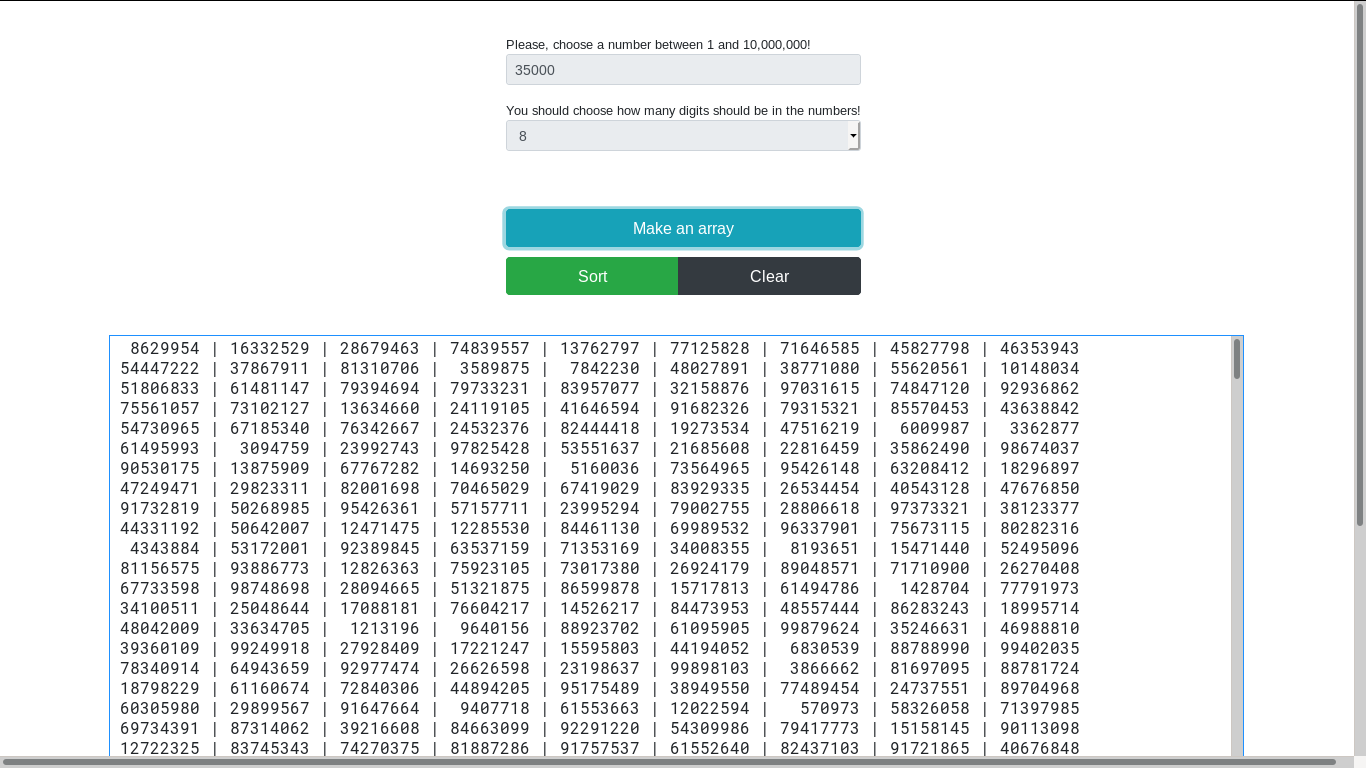 Please, choose a number between 1 and 10,000,000!
35000
You should choose how many digits should be in the numbers!
8
Make an array
Sort Clear
8629954 | 16332529 | 28679463 | 74839557 | 13762797 | 77125828 | 71646585 | 45827798 | 46353943
54447222 | 37867911 | 81310706 | 3589875 | 7842230 | 48027891 | 38771080 | 55620561 | 10148034
51806833 | 61481147 | 79394694 | 79733231 | 83957077 | 32158876 | 97031615 | 74847120 | 92936862
75561057 | 73102127 | 13634660 | 24119105 | 41646594 | 91682326 | 79315321 | 85570453 | 43638842
54730965 | 67185340 | 76342667 | 24532376 | 82444418 | 19273534 | 47516219 | 6009987 | 3362877
61495993 | 3094759 | 23992743 | 97825428 | 53551637 | 21685608 | 22816459 | 35862490 | 98674037
90530175 | 13875909 | 67767282 | 14693250 | 5160036 | 73564965 | 95426148 | 63208412 | 18296897
47249471 | 29823311 | 82001698 | 70465029 | 67419029 | 83929335 | 26534454 | 40543128 | 47676850
91732819 | 50268985 | 95426361 | 57157711 | 23995294 | 79002755 | 28806618 | 97373321 | 38123377
44331192 | 50642007 | 12471475 | 12285530 | 84461130 | 69989532 | 96337901 | 75673115 | 80282316
4343884 | 53172001 | 92389845 | 63537159 | 71353169 | 34008355 | 8193651 | 15471440 | 52495096
81156575 | 93886773 | 12826363 | 75923105 | 73017380 | 26924179 | 89048571 | 71710900 | 26270408
67733598 | 98748698 | 28094665 | 51321875 | 86599878 | 15717813 | 61494786 | 1428704 | 77791973
34100511 | 25048644 | 17088181 | 76604217 | 14526217 | 84473953 | 48557444 | 86283243 | 18995714
48042009 | 33634705 | 1213196 | 9640156 | 88923702 | 61095905 | 99879624 | 35246631 | 46988810
39360109 | 99249918 | 27928409 | 17221247 | 15595803 | 44194052 | 6830539 | 88788990 | 99402035
78340914 | 64943659 | 92977474 | 26626598 | 23198637 | 99898103 | 3866662 | 81697095 | 88781724
18798229 | 61160674 | 72840306 | 44894205 | 95175489 | 38949550 | 77489454 | 24737551 | 89704968
60305980 | 29899567 | 91647664 | 9407718 | 61553663 | 12022594 | 570973 | 58326058 | 71397985
69734391 | 87314062 | 39216608 | 84663099 | 92291220 | 54309986 | 79417773 | 15158145 | 90113098
12722325 | 83745343 | 74270375 | 81887286 | 91757537 | 61552640 | 82437103 | 91721865 | 40676848